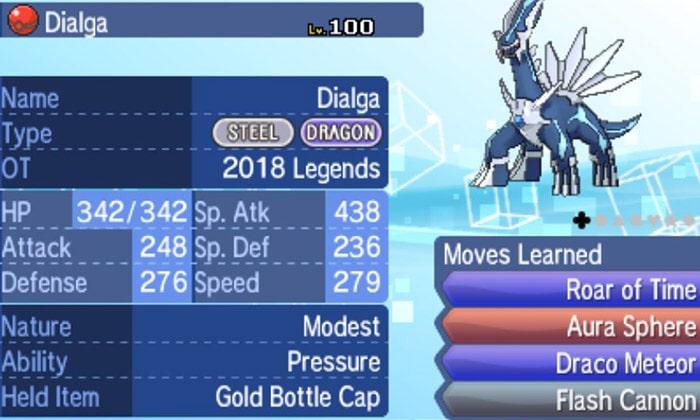 Dialga Lv.100
Name Dialga
Type STEEL DRAGON
OT 2018 Legends
HP 342/342 Sp. Atk 438
Attack 248 Sp. Def 236
Defense 276 Speed 279
Nature Modest
Ability Pressure
Held Item Gold Bottle Cap
Moves Learned
Roar of Time
Aura Sphere
Draco Meteor
Flash Cannon